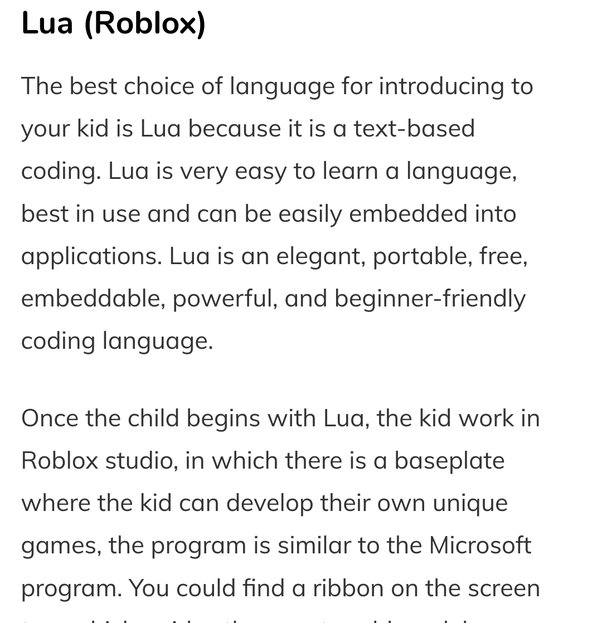 Lua (Roblox)
The best choice of language for introducing to
your kid is Lua because it is a text-based
coding. Lua is very easy to learn a language,
best in use and can be easily embedded into
applications. Lua is an elegant, portable, free,
embeddable, powerful, and beginner-friendly
coding language.
Once the child begins with Lua, the kid work in
Roblox studio, in which there is a baseplate
where the kid can develop their own unique
games, the program is similar to the Microsoft
program. You could find a ribbon on the screen